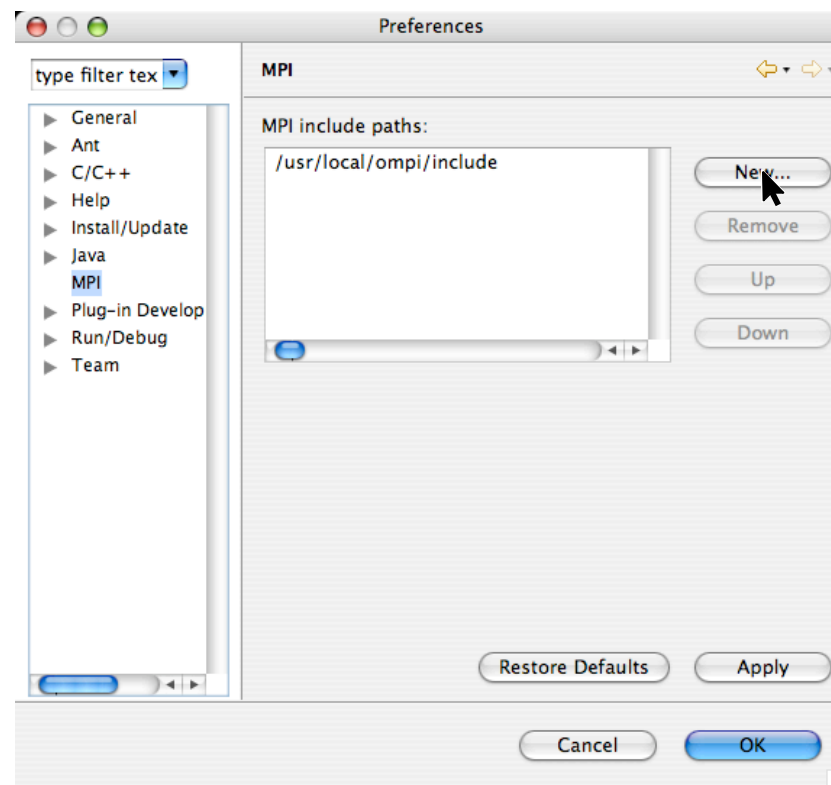 Preferences
type filter tex
MPI
General
Ant
C/C++
Help
Install/Update
Java
MPI
Plug-in Develop
Run/Debug
Team
MPI include paths:
/usr/local/ompi/include
New...
Remove
Up
Down
Restore Defaults
Apply
Cancel
OK